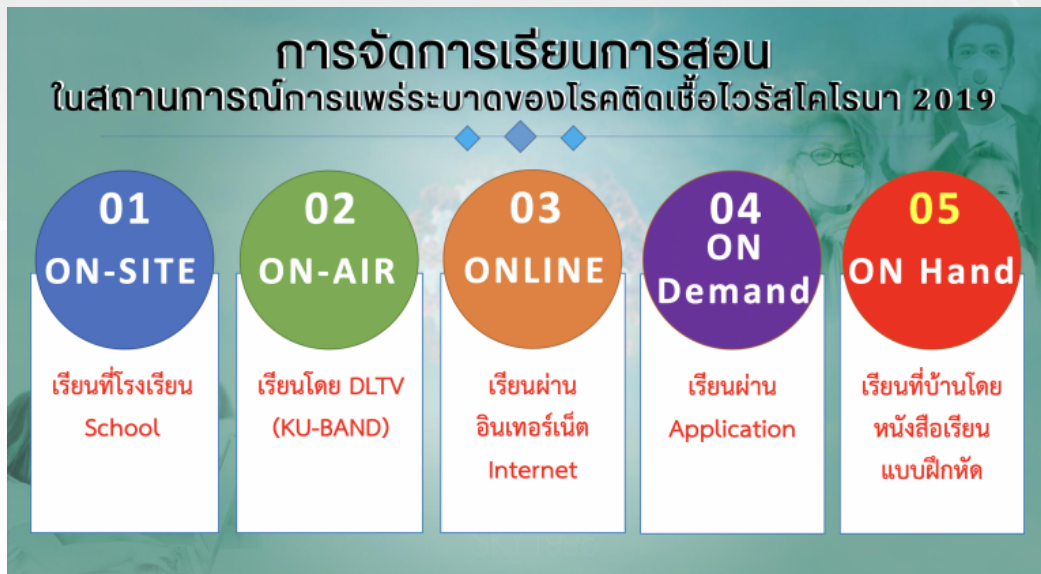 การจัดการเรียนการสอน
ในสถานการณ์การแพร่ระบาดของโรคติดเชื้อไวรัสโคโรนา 2019
01
ON-SITE
เรียนที่โรงเรียน
School
02
ON-AIR
เรียนโดย DLTV
(KU-BAND)
03
ONLINE
เรียนผ่าน
อินเทอร์เน็ต
Internet
04
ON
Demand
เรียนผ่าน
Application
05
ON Hand
เรียนที่บ้านโดย
หนังสือเรียน
แบบฝึกหัด